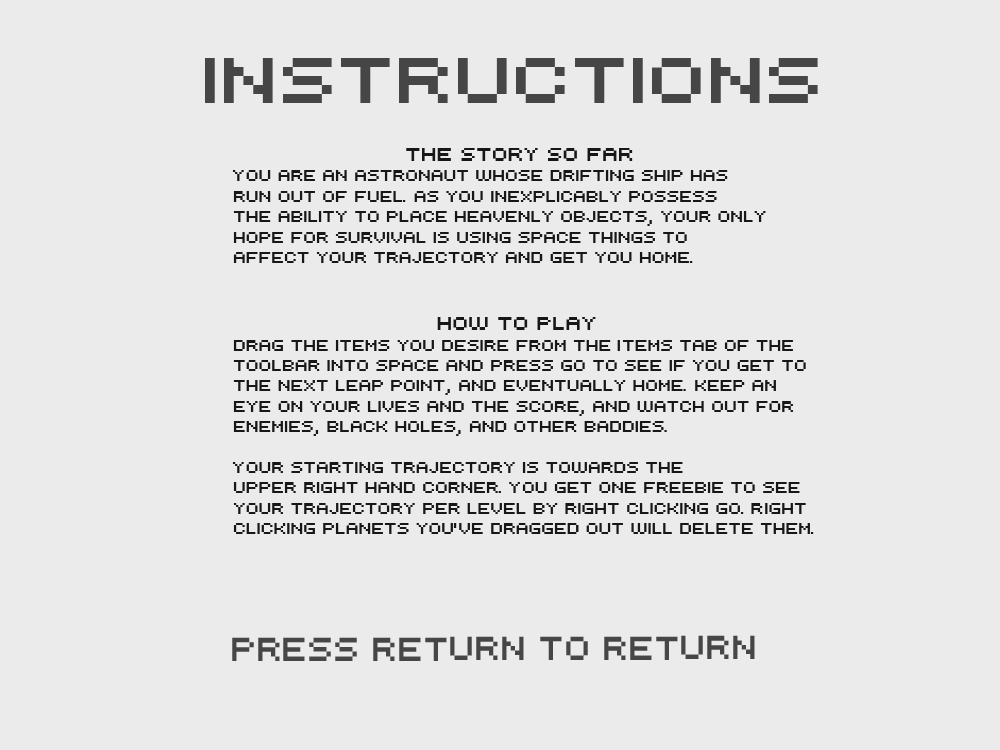 INSTRUCTIONS
THE STORY SO FAR
YOU ARE AN ASTRONAUT WHOSE DRIFTING SHIP HAS
RUN OUT OF FUEL. AS YOU INEXPLICABLY POSSESS
THE ABILITY TO PLACE HEAVENLY OBJECTS, YOUR ONLY
HOPE FOR SURVIVAL IS USING SPACE THINGS TO
AFFECT YOUR TRAJECTORY AND GET YOU HOME.
HOW TO PLAY
DRAG THE ITEMS YOU DESIRE FROM THE ITEMS TAB OF THE
TOOLBAR INTO SPACE AND PRESS GO TO SEE IF YOU GET TO
THE NEXT LEAP POINT, AND EVENTUALLY HOME. KEEP AN
EYE ON YOUR LIVES AND THE SCORE, AND WATCH OUT FOR
ENEMIES, BLACK HOLES, AND OTHER BADDIES.
YOUR STARTING TRAJECTORY IS TOWARDS THE
UPPER RIGHT HAND CORNER. YOU GET ONE FREEBIE TO SEE
YOUR TRAJECTORY PER LEVEL BY RIGHT CLICKING GO. RIGHT
CLICKING PLANETS YOU'VE DRAGGED OUT WILL DELETE THEM.
PRESS RETURN TO RETURN